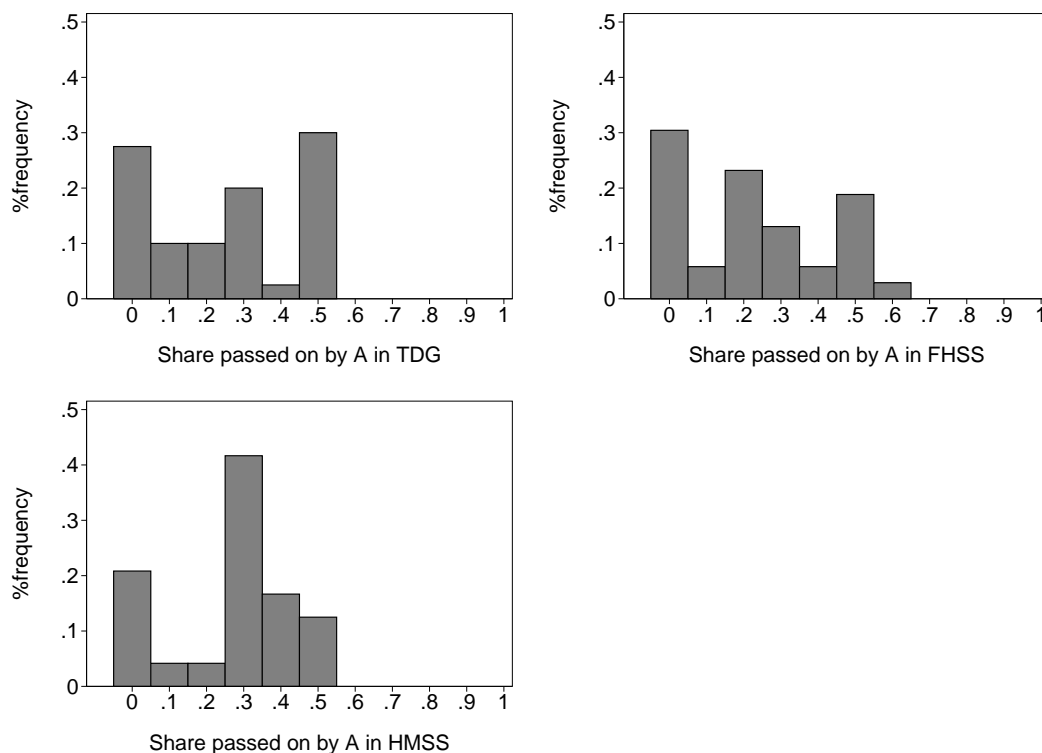 %frequency
.5
.4
.3
.2
.1
0
0 .1 .2 .3 .4 .5 .6 .7 .8 .9 1
Share passed on by A in TDG
%frequency
.5
.4
.3
.2
.1
0
0 .1 .2 .3 .4 .5 .6 .7 .8 .9 1
Share passed on by A in FHSS
%frequency
.5
.4
.3
.2
.1
0
0 .1 .2 .3 .4 .5 .6 .7 .8 .9 1
Share passed on by A in HMSS